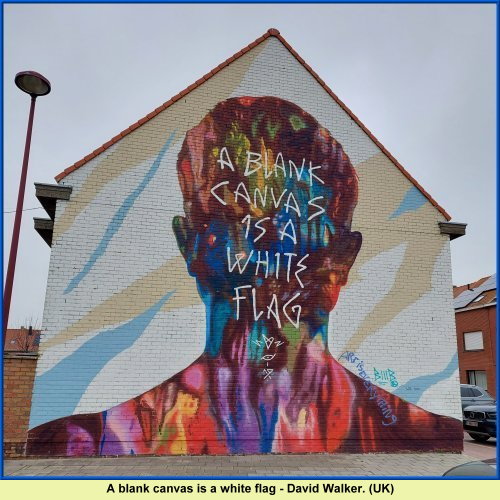 A BLANK
CANVAS
IS A
WHITE
FLAG
A blank canvas is a white flag - David Walker. (UK)